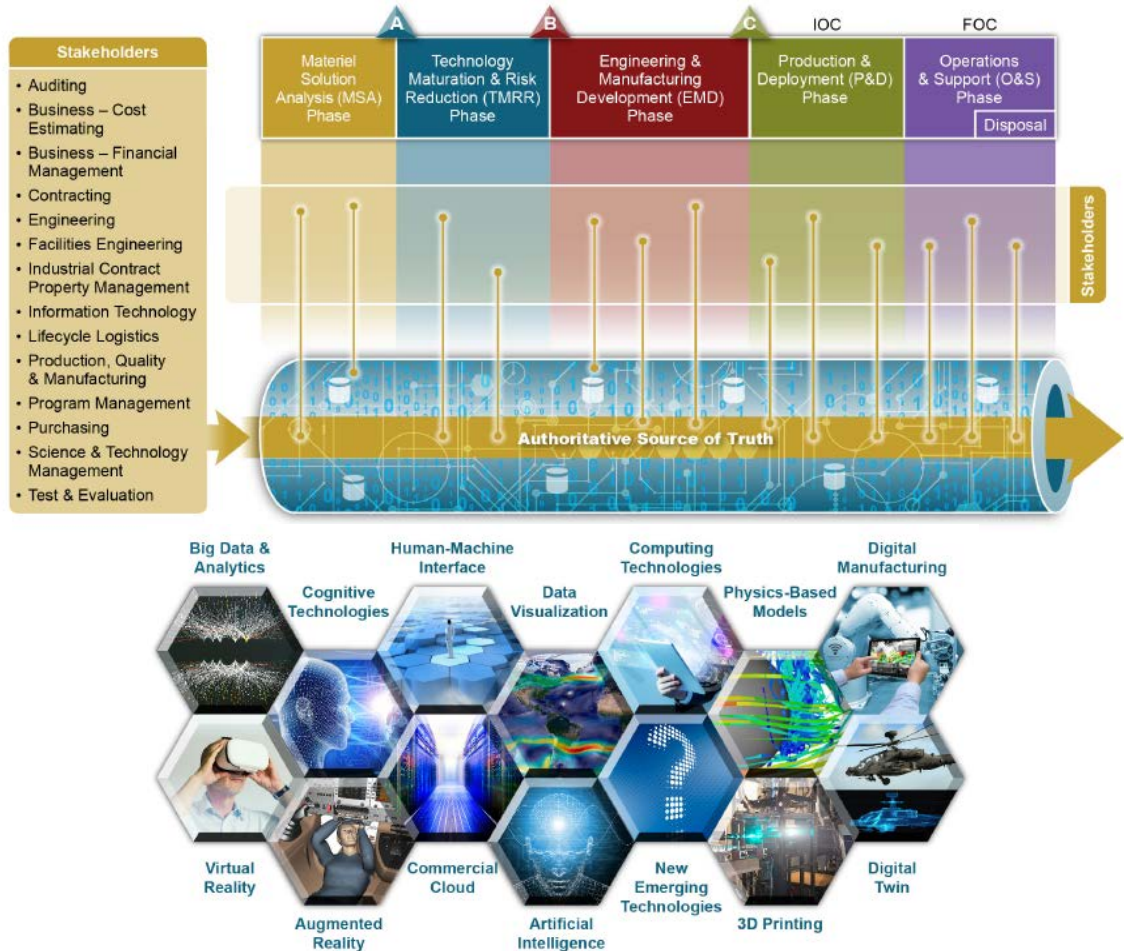 A
B
C
IOC
FOC
Stakeholders
• Auditing
• Business – Cost
Estimating
• Business – Financial
Management
• Contracting
• Engineering
• Facilities Engineering
• Industrial Contract
Property Management
• Information Technology
• Lifecycle Logistics
• Production, Quality
& Manufacturing
• Program Management
• Purchasing
• Science & Technology
Management
• Test & Evaluation
Materiel
Solution
Analysis (MSA)
Phase
Technology
Maturation & Risk
Reduction (TMRR)
Phase
Engineering &
Manufacturing
Development (EMD)
Phase
Production &
Deployment (P&D)
Phase
Operations
& Support (O&S)
Phase
Disposal
Stakeholders
Authoritative Source of Truth
Big Data &
Analytics
Cognitive
Technologies
Human-Machine
Interface
Data
Visualization
Computing
Technologies
Physics-Based
Models
Digital
Manufacturing
?
Virtual
Reality
Augmented
Reality
Commercial
Cloud
Artificial
Intelligence
New
Emerging
Technologies
3D Printing
Digital
Twin